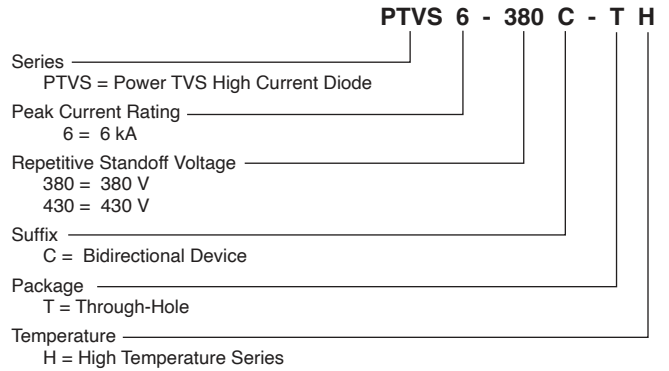 PTVS 6 - 380 C - T H
Series
PTVS = Power TVS High Current Diode
Peak Current Rating
6 = 6 kA
Repetitive Standoff Voltage
380 = 380 V
430 = 430 V
Suffix
C = Bidirectional Device
Package
T = Through-Hole
Temperature
H = High Temperature Series